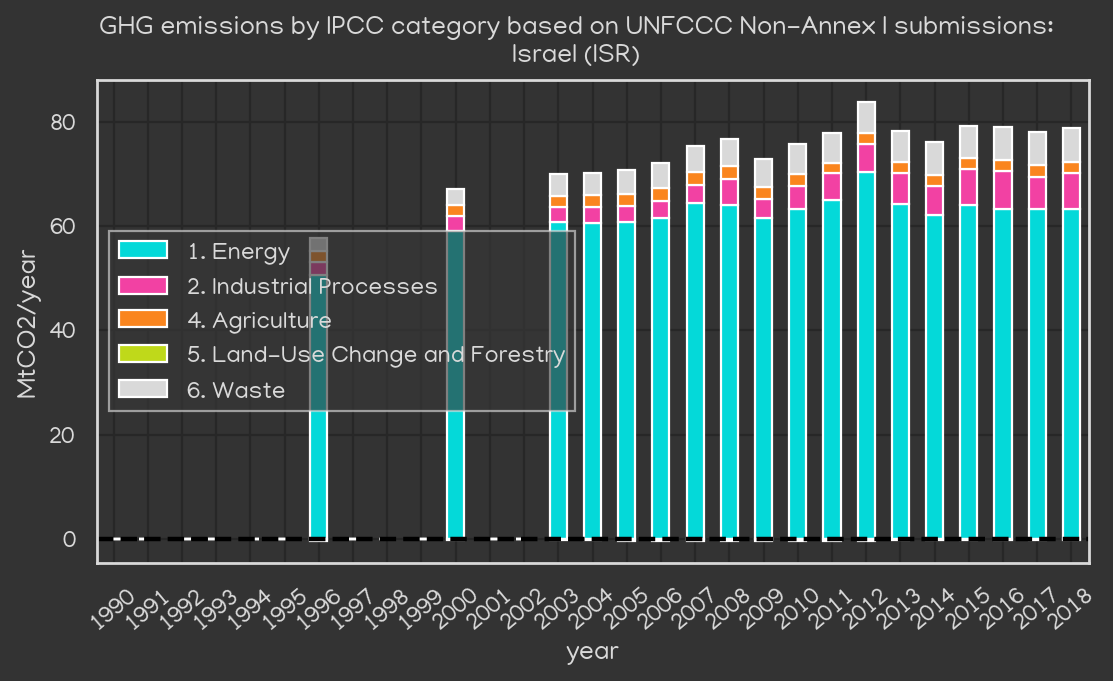 GHG emissions by IPCC category based on UNFCCC Non-Annex I submissions:
Israel (ISR)
MtCO2/year
80
60
40
20
0
1. Energy
2. Industrial Processes
4. Agriculture
5. Land-Use Change and Forestry
6. Waste
1990 1991 1992 1993 1994 1995 1996 1997 1998 1999 2000 2001 2002 2003 2004 2005 2006 2007 2008 2009 2010 2011 2012 2013 2014 2015 2016 2017 2018
year